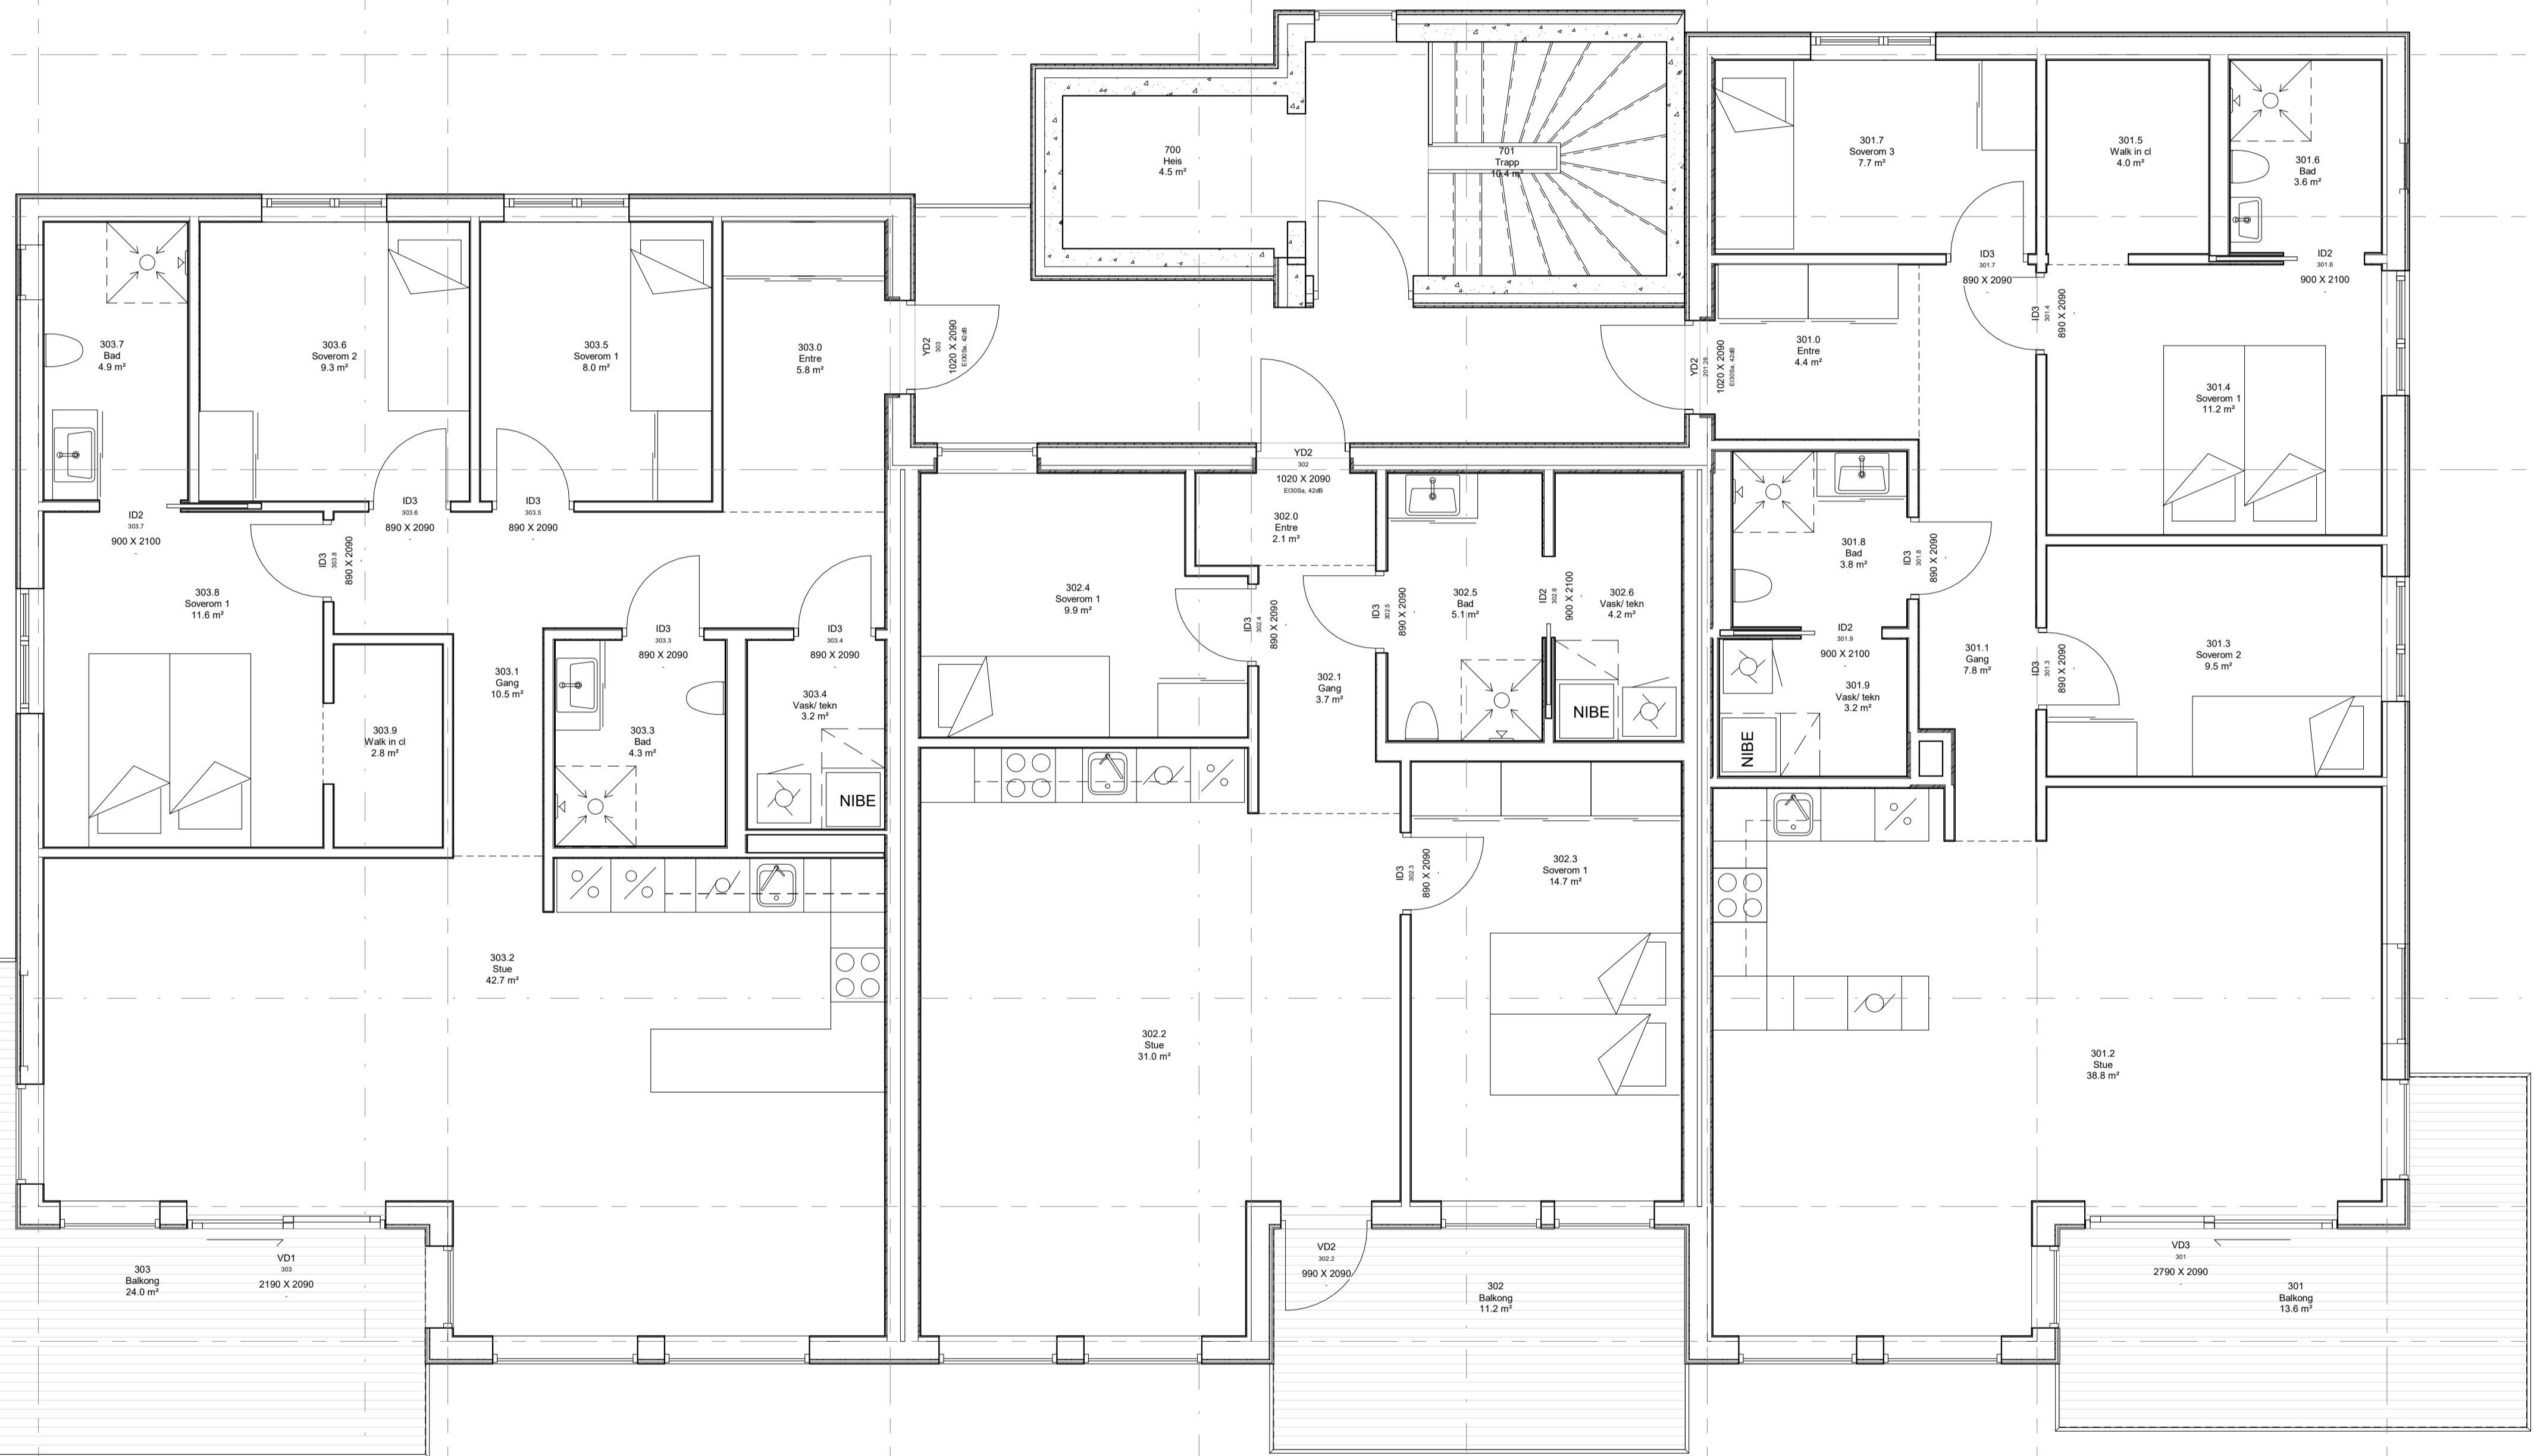 700
Heis
4.5 m²
701
Trapp
10.4 m²
301.7
Soverom 3
7.7 m²
301.5
Walk in cl
4.0 m²
301.6
Bad
3.6 m²
ID3
301.7
890 X 2090
-
ID2
301.6
900 X 2100
-
ID3
301.4
890 X 2090
-
303.7
Bad
4.9 m²
303.6
Soverom 2
9.3 m²
303.5
Soverom 1
8.0 m²
303.0
Entre
5.8 m²
YD2
303
1020 X 2090
EI30Sa, 42dB
YD2
201.28
1020 X 2090
EI30Sa, 42dB
301.0
Entre
4.4 m²
301.4
Soverom 1
11.2 m²
ID2
303.7
900 X 2100
-
ID3
303.6
890 X 2090
-
ID3
303.5
890 X 2090
-
ID3
303.8
890 X 2090
-
YD2
302
1020 X 2090
EI30Sa, 42dB
302.0
Entre
2.1 m²
303.8
Soverom 1
11.6 m²
302.4
Soverom 1
9.9 m²
ID3
302.4
890 X 2090
-
ID3
302.5
890 X 2090
-
302.5
Bad
5.1 m²
ID2
302.6
900 X 2100
302.6
Vask/ tekn
4.2 m²
301.8
Bad
3.8 m²
ID3
301.8
890 X 2090
-
ID3
303.3
890 X 2090
-
ID3
303.4
890 X 2090
-
ID2
301.9
900 X 2100
-
301.1
Gang
7.8 m²
ID3
301.3
890 X 2090
-
301.3
Soverom 2
9.5 m²
303.1
Gang
10.5 m²
303.9
Walk in cl
2.8 m²
303.3
Bad
4.3 m²
303.4
Vask/ tekn
3.2 m²
NIBE
302.1
Gang
3.7 m²
NIBE
301.9
Vask/ tekn
3.2 m²
NIBE
ID3
302.3
890 X 2090
-
302.3
Soverom 1
14.7 m²
303.2
Stue
42.7 m²
302.2
Stue
31.0 m²
301.2
Stue
38.8 m²
303
Balkong
24.0 m²
VD1
303
2190 X 2090
-
VD2
302.2
990 X 2090
-
302
Balkong
11.2 m²
VD3
301
2790 X 2090
-
301
Balkong
13.6 m²